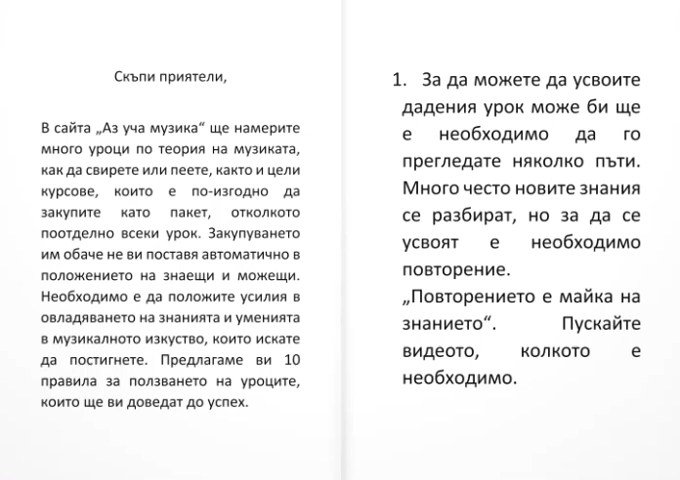 Скъпи приятели,
В сайта „Аз уча музика“ ще намерите
много уроци по теория на музиката,
как да свирете или пеете, както и цели
курсове, които е по-изгодно да
закупите като пакет, отколкото
поотделно всеки урок. Закупуването
им обаче не ви поставя автоматично в
положението на знаещи и можещи.
Необходимо е да положите усилия в
овладяването на знанията и уменията
в музикалното изкуство, които искате
да постигнете. Предлагаме ви 10
правила за ползването на уроците,
които ще ви доведат до успех.
1. За да можете да усвоите
дадения урок може би ще
е необходимо да го
прегледате няколко пъти.
Много често новите знания
се разбират, но за да се
усвоят е необходимо
повторение.
„Повторението е майка на
знанието“. Пускайте
видеото, колкото е
необходимо.